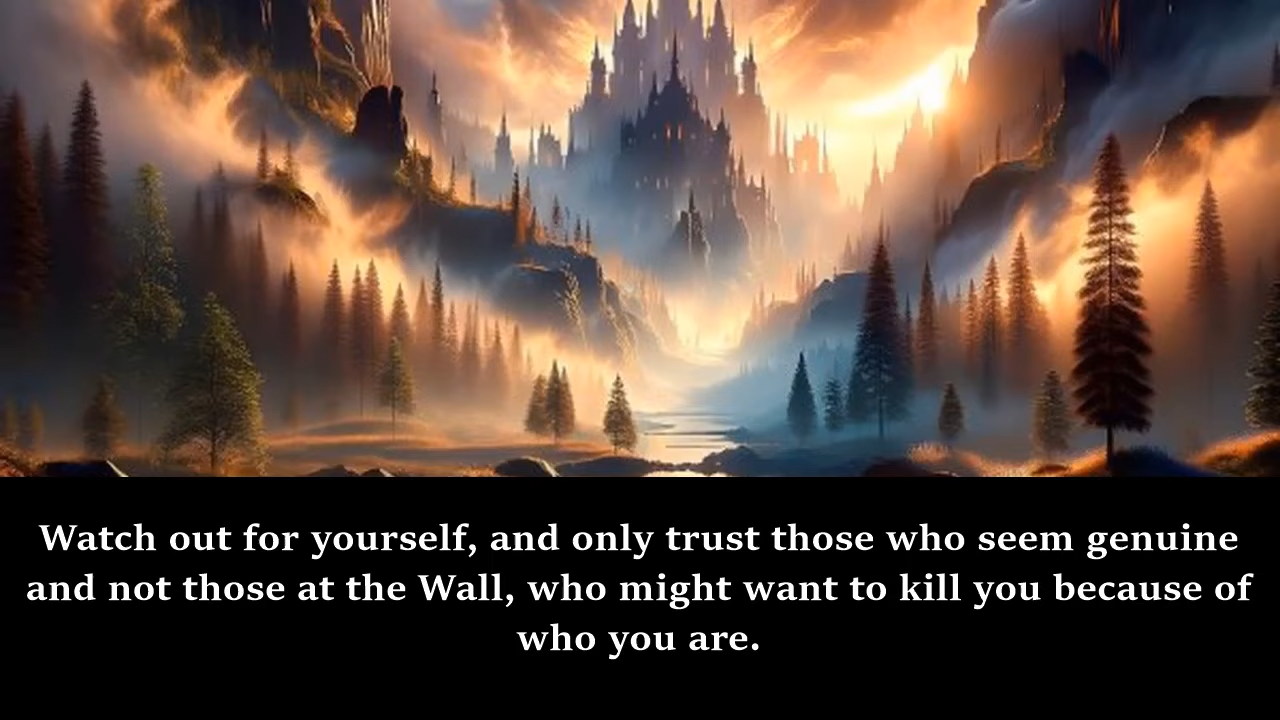 Watch out for yourself, and only trust those who seem genuine
and not those at the Wall, who might want to kill you because of
who you are.